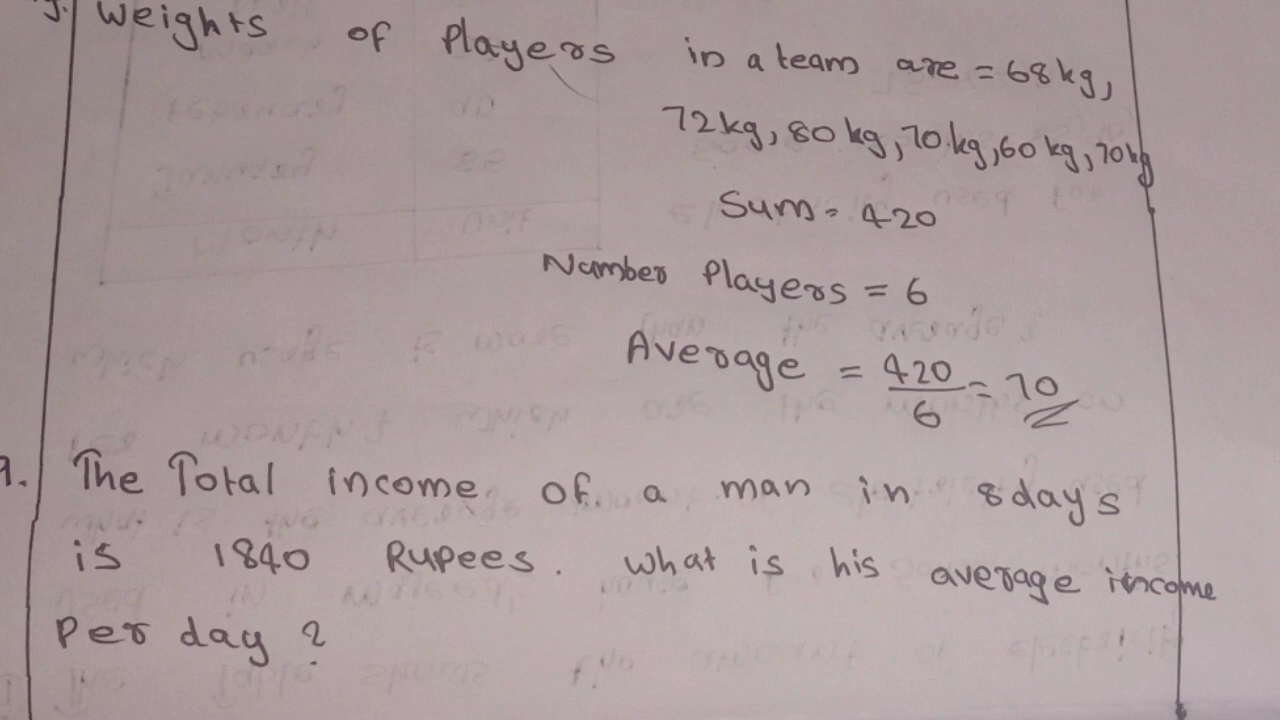 Weights of Players in a team are = 68kg,
72kg, 80 kg, 70 kg, 60 kg, 70kg
Sum = 420
Number Players = 6
Average = 420/6 = 70
The Total income of a man in 8 days
is 1840 Rupees. What is his average income
Per day ?